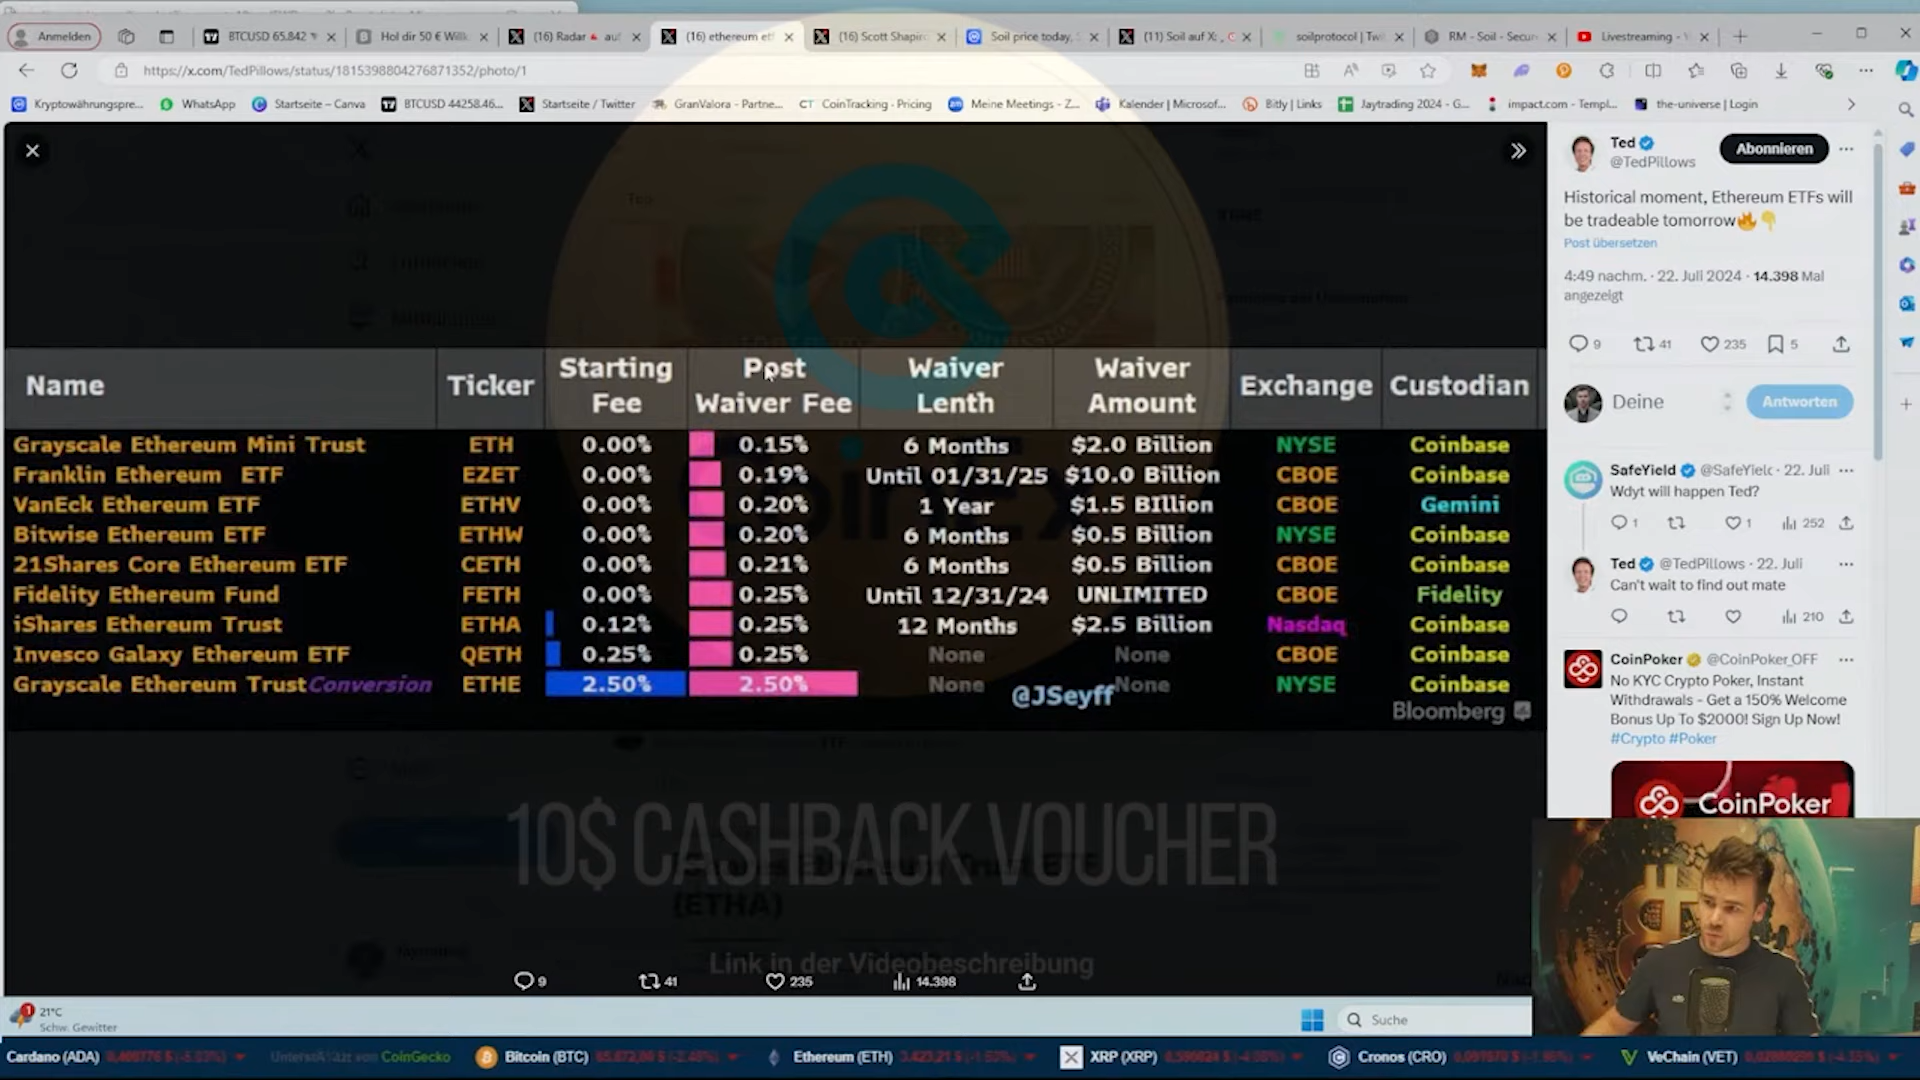 Anmelden
BTCUSD 65.842
Hol dir 50 € Willk
(16) Radar auf
(16) ethereum et
(16) Scott Shapiro
Soil price today, S
(11) Soil auf X:
soilprotocol | Twi
RM - Soil - Secure
Livestreaming - Y
https://x.com/TedPillows/status/1815398804276871352/photo/1
Kryptowährungspre...
WhatsApp
Startseite – Canva
BTCUSD 44258.46...
Startseite / Twitter
GranValora - Partne...
CoinTracking · Pricing
Meine Meetings - Z...
Kalender | Microsof...
Bitly | Links
Jaytrading 2024 - G...
impact.com - Templ...
the-universe | Login
Name Ticker Starting Fee Post Waiver Fee Waiver Lenth Waiver Amount Exchange Custodian
Grayscale Ethereum Mini Trust ETH 0.00% 0.15% 6 Months $2.0 Billion NYSE Coinbase
Franklin Ethereum ETF EZET 0.00% 0.19% Until 01/31/25 $10.0 Billion CBOE Coinbase
VanEck Ethereum ETF ETHV 0.00% 0.20% 1 Year $1.5 BIllion CBOE Gemini
Bitwise Ethereum ETF ETHW 0.00% 0.20% 6 Months $0.5 Billion NYSE Coinbase
21Shares Core Ethereum ETF CETH 0.00% 0.21% 6 Months $0.5 Billion CBOE Coinbase
Fidelity Ethereum Fund FETH 0.00% 0.25% Until 12/31/24 UNLIMITED CBOE Fidelity
iShares Ethereum Trust ETHA 0.12% 0.25% 12 Months $2.5 Billion Nasdaq Coinbase
Invesco Galaxy Ethereum ETF QETH 0.25% 0.25% None None CBOE Coinbase
Grayscale Ethereum Trust Conversion ETHE 2.50% 2.50% None None NYSE Coinbase
@JSeyff
Bloomberg
10$ CASHBACK VOUCHER
(ETHA)
Link in der Videobeschreibung
9 41 235 14.398
Ted
@TedPillows
Abonnieren
Historical moment, Ethereum ETFs will
be tradeable tomorrow
Post übersetzen
4:49 nachm. · 22. Juli 2024 · 14.398 Mal
angezeigt
9 41 235 5
Deine
Antworten
SafeYield @SafeYielc · 22. Juli
Wdyt will happen Ted?
1 1 252
Ted @TedPillows · 22. Juli
Can't wait to find out mate
210
CoinPoker @CoinPoker_OFF
No KYC Crypto Poker, Instant
Withdrawals - Get a 150% Welcome
Bonus Up To $2000! Sign Up Now!
#Crypto #Poker
CoinPoker
1
21°C
Schw. Gewitter
Suche
Cardano (ADA)
CoinGecko
Bitcoin (BTC)
Ethereum (ETH)
XRP (XRP)
Cronos (CRO)
VeChain (VET)